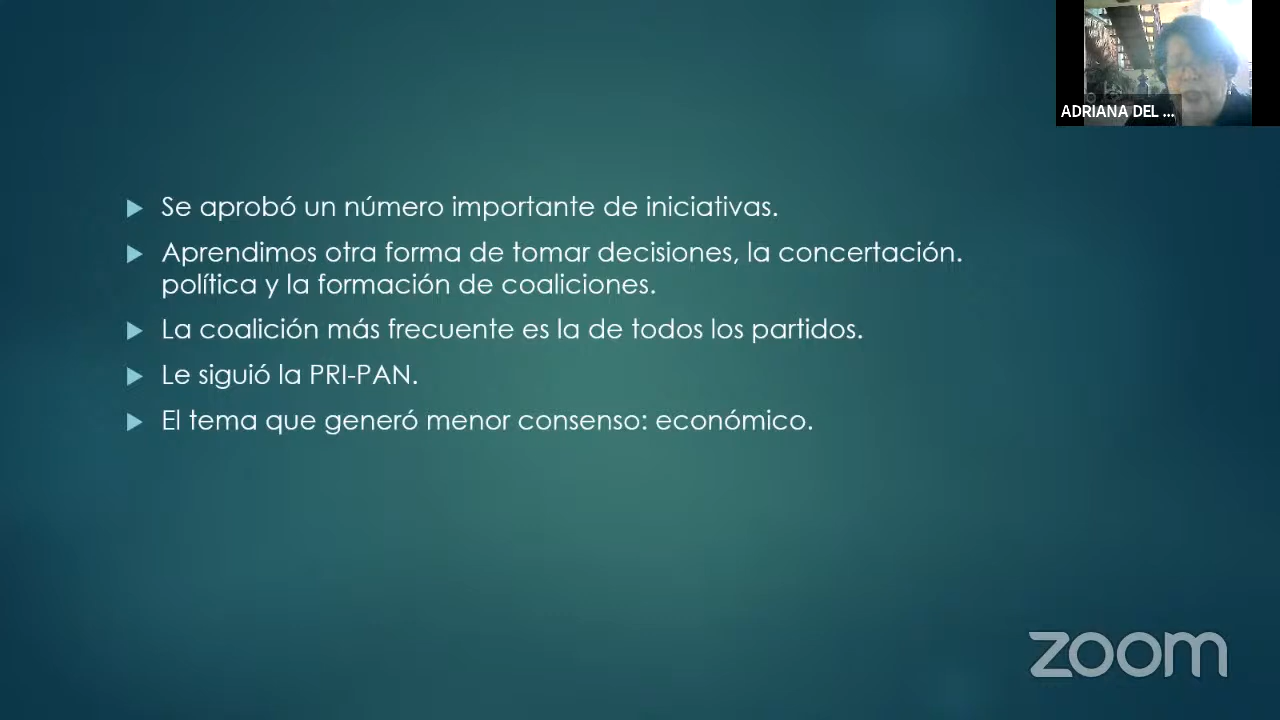 ADRIANA DEL ...
Se aprobó un número importante de iniciativas.
Aprendimos otra forma de tomar decisiones, la concertación.
política y la formación de coaliciones.
La coalición más frecuente es la de todos los partidos.
Le siguió la PRI-PAN.
El tema que generó menor consenso: económico.
zoom